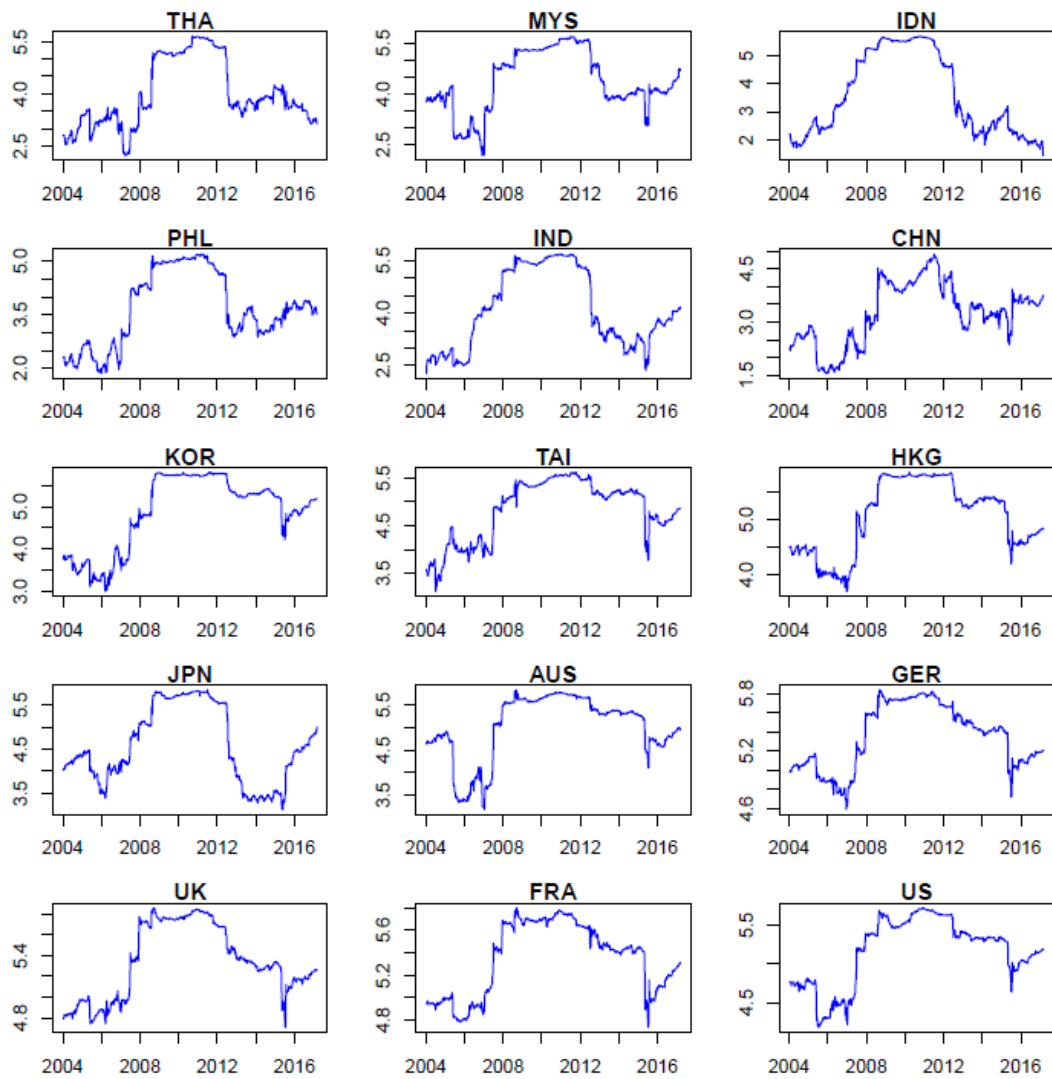 THA MYS IDN
5.5 4.0 2.5
5.5 4.0 2.5
5 4 3 2
2004 2008 2012 2016 2004 2008 2012 2016 2004 2008 2012 2016
PHL IND CHN
5.0 3.5 2.0
5.5 4.0 2.5
4.5 3.0 1.5
2004 2008 2012 2016 2004 2008 2012 2016 2004 2008 2012 2016
KOR TAI HKG
5.0 4.0 3.0
5.5 4.5 3.5
5.0 4.0
2004 2008 2012 2016 2004 2008 2012 2016 2004 2008 2012 2016
JPN AUS GER
5.5 4.5 3.5
5.5 4.5 3.5
5.8 5.2 4.6
2004 2008 2012 2016 2004 2008 2012 2016 2004 2008 2012 2016
UK FRA US
5.4 4.8
5.6 5.2 4.8
5.5 4.5
2004 2008 2012 2016 2004 2008 2012 2016 2004 2008 2012 2016